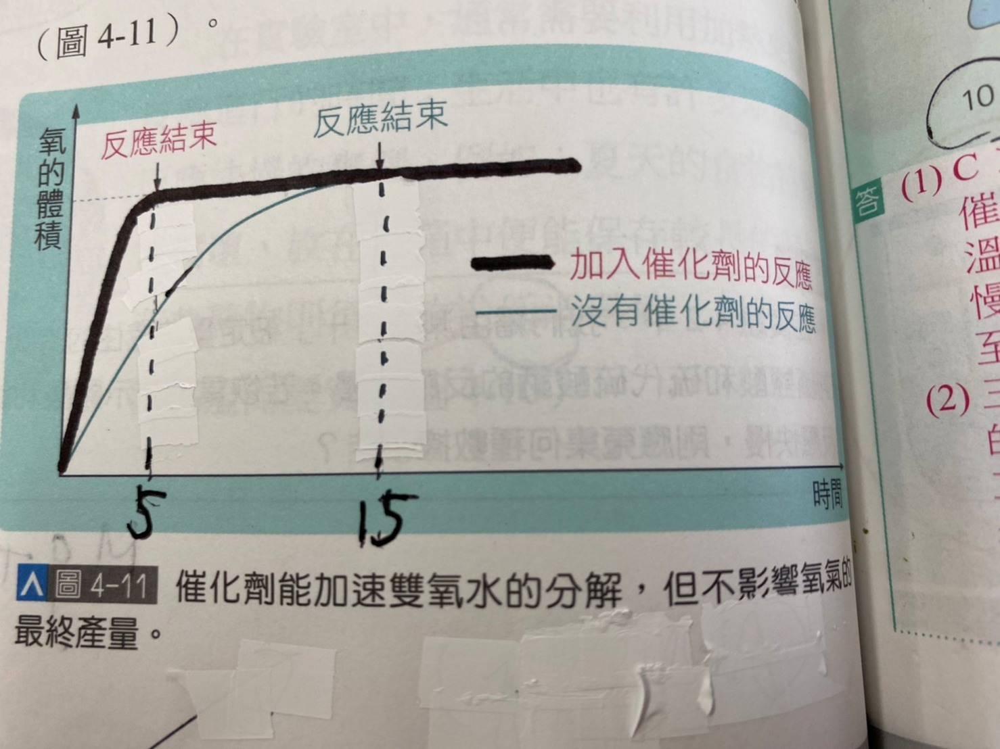 (圖 4-11)。
氧的體積
反應結束
反應結束
加入催化劑的反應
沒有催化劑的反應
時間
5
15
圖 4-11 催化劑能加速雙氧水的分解，但不影響氧氣的
最終產量。
10
答
(1) C
催
溫
慢
至
(2) 三